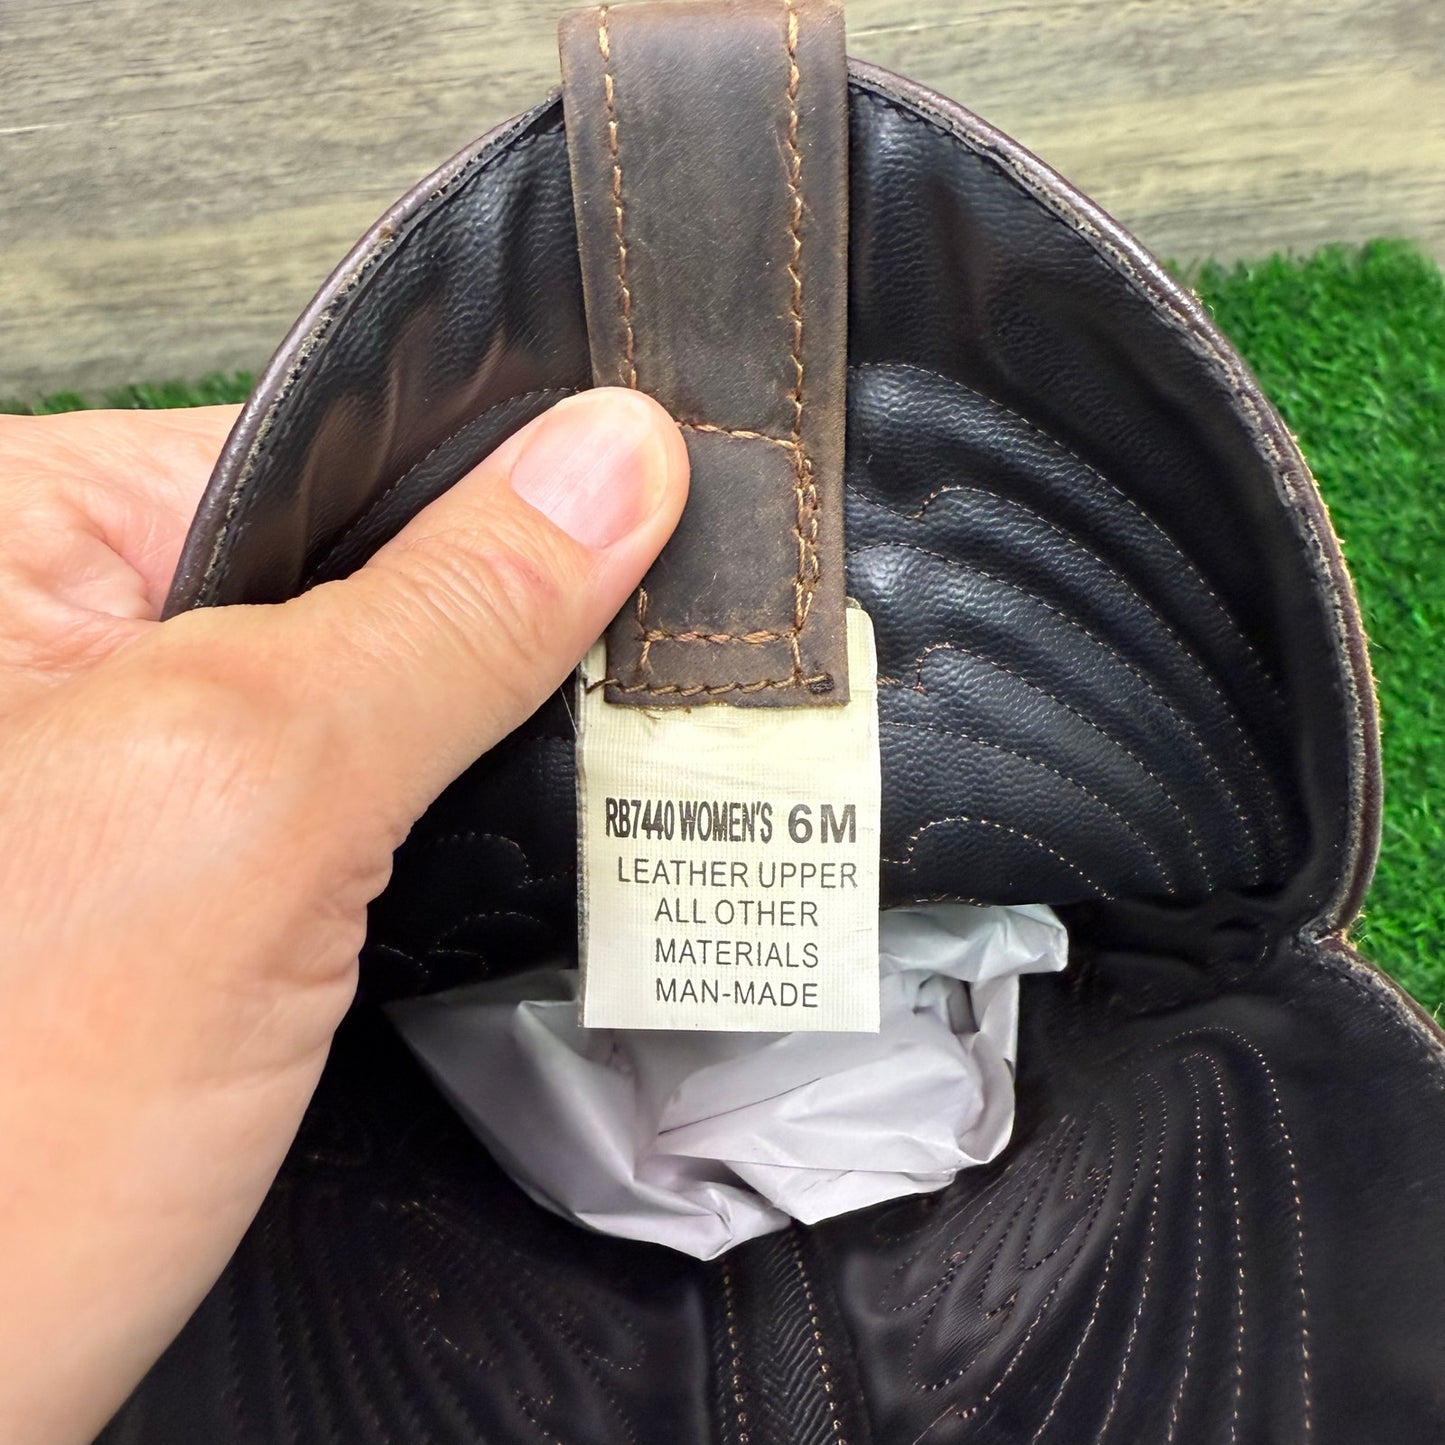 RB7440 WOMEN'S 6 M
LEATHER UPPER
ALL OTHER
MATERIALS
MAN-MADE